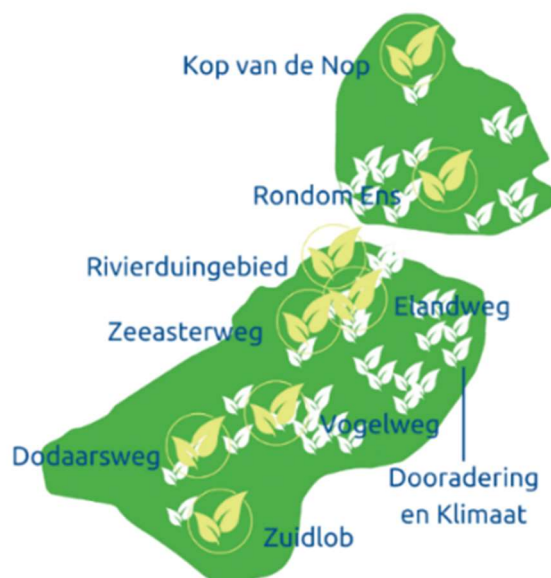 Kop van de Nop
Rondom Ens
Rivierduingebied
Elandweg
Zeeasterweg
Vogelweg
Dodaarsweg
Dooradering
en Klimaat
Zuidlob